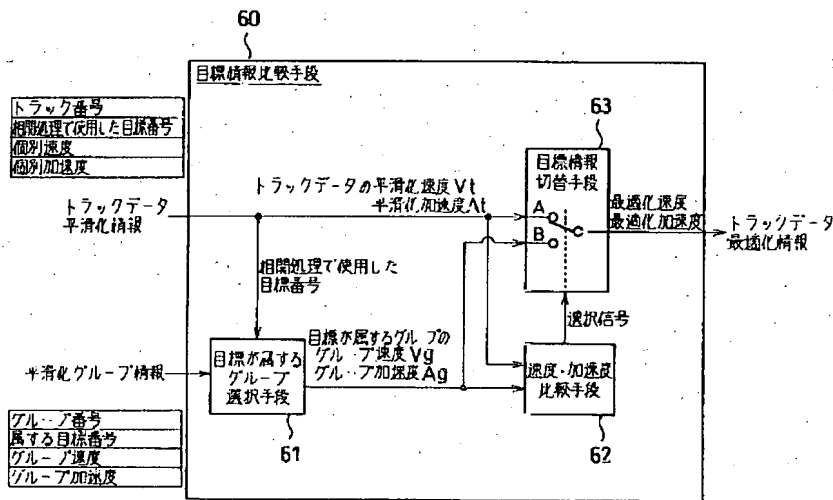 60
目標情報比較手段
トラック番号
相関処理で使用した目標番号
個別速度
個別加速度
63
目標情報
切替手段
トラックデータの平滑化速度Vt
平滑化加速度At
トラックデータ
平滑化情報
A
B
C
最適化速度
最適化加速度
トラックデータ
最適化情報
相関処理で使用した
目標番号
選択信号
平滑化グループ情報
目標が属する
グループ
選択手段
61
目標が属するグループの
グループ速度Vg
グループ加速度Ag
速度・加速度
比較手段
62
グループ番号
属する目標番号
グループ速度
グループ加速度